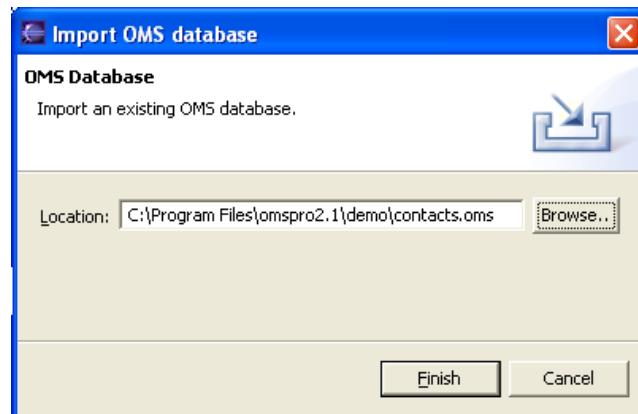 Import OMS database
OMS Database
Import an existing OMS database.
Location: C:\Program Files\omspro2.1\demo\contacts.oms Browse..
Finish Cancel